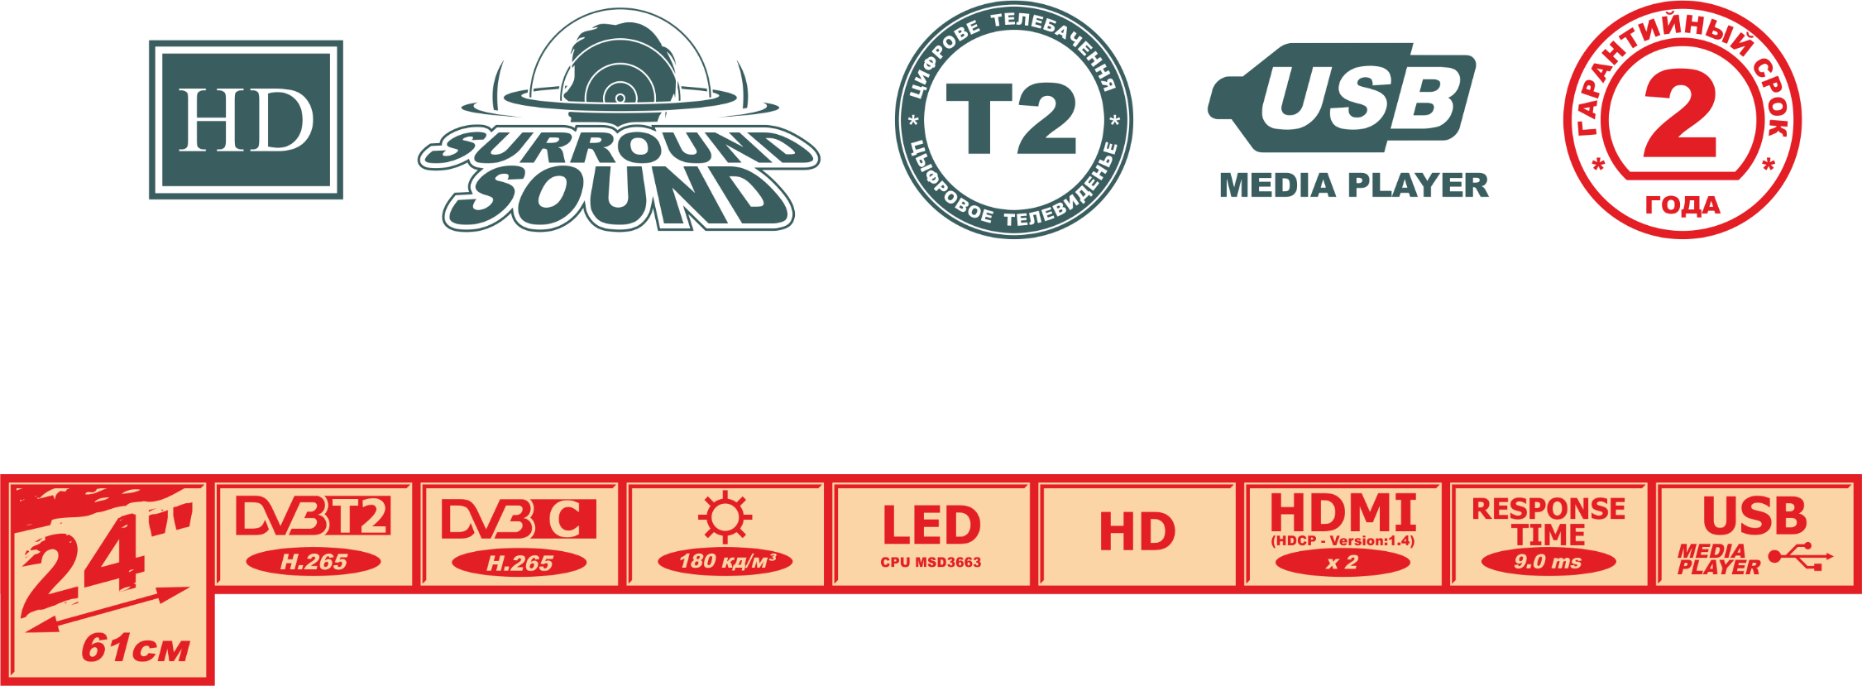 HD
SURROUND
SOUND
ЦИФРОВЕ ТЕЛЕБАЧЕННЯ
T2
* ЦЫФРОВОЕ ТЕЛЕВИДЕНЬЕ *
USB
MEDIA PLAYER
* ГАРАНТИЙНЫЙ СРОК *
2
ГОДА
24"
61см
DVB T2
H.265
DVB C
H.265
180 кд/м³
LED
CPU MSD3663
HD
HDMI
(HDCP - Version:1.4)
x 2
RESPONSE
TIME
9.0 ms
USB
MEDIA
PLAYER